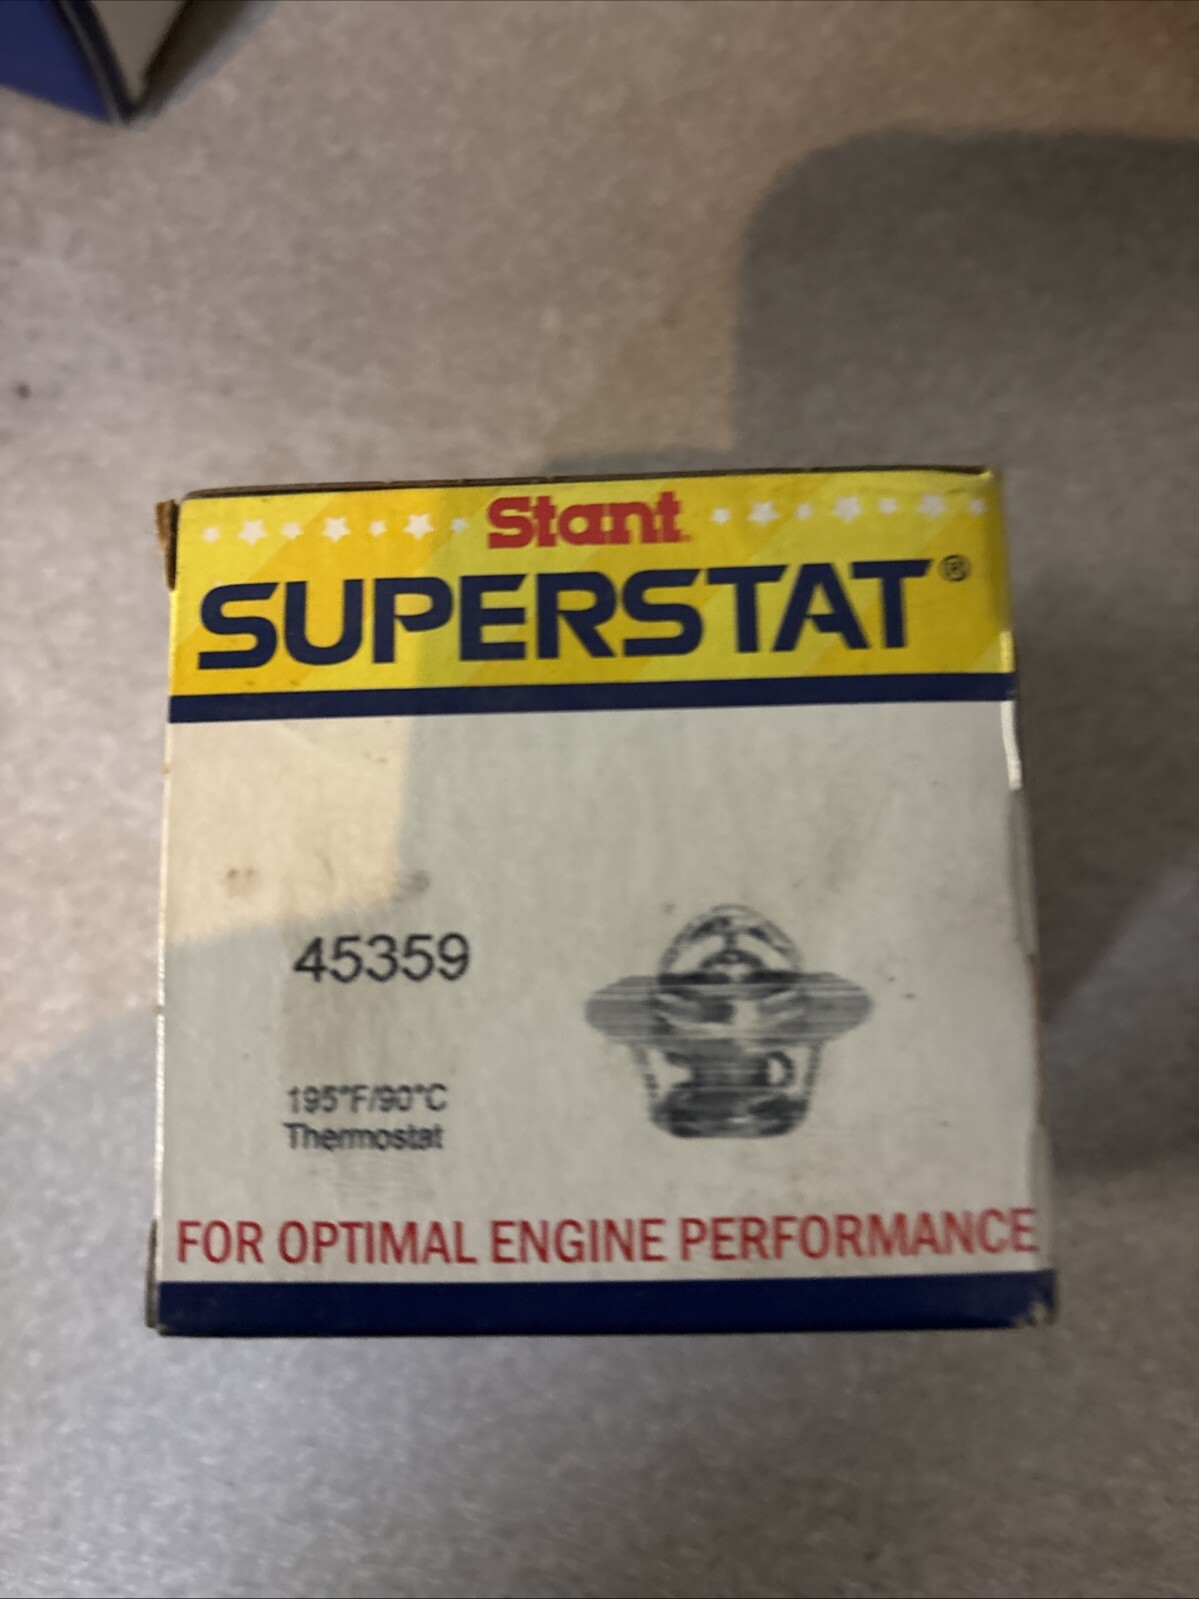 Stant
SUPERSTAT®
45359
195°F/90°C
Thermostat
FOR OPTIMAL ENGINE PERFORMANCE